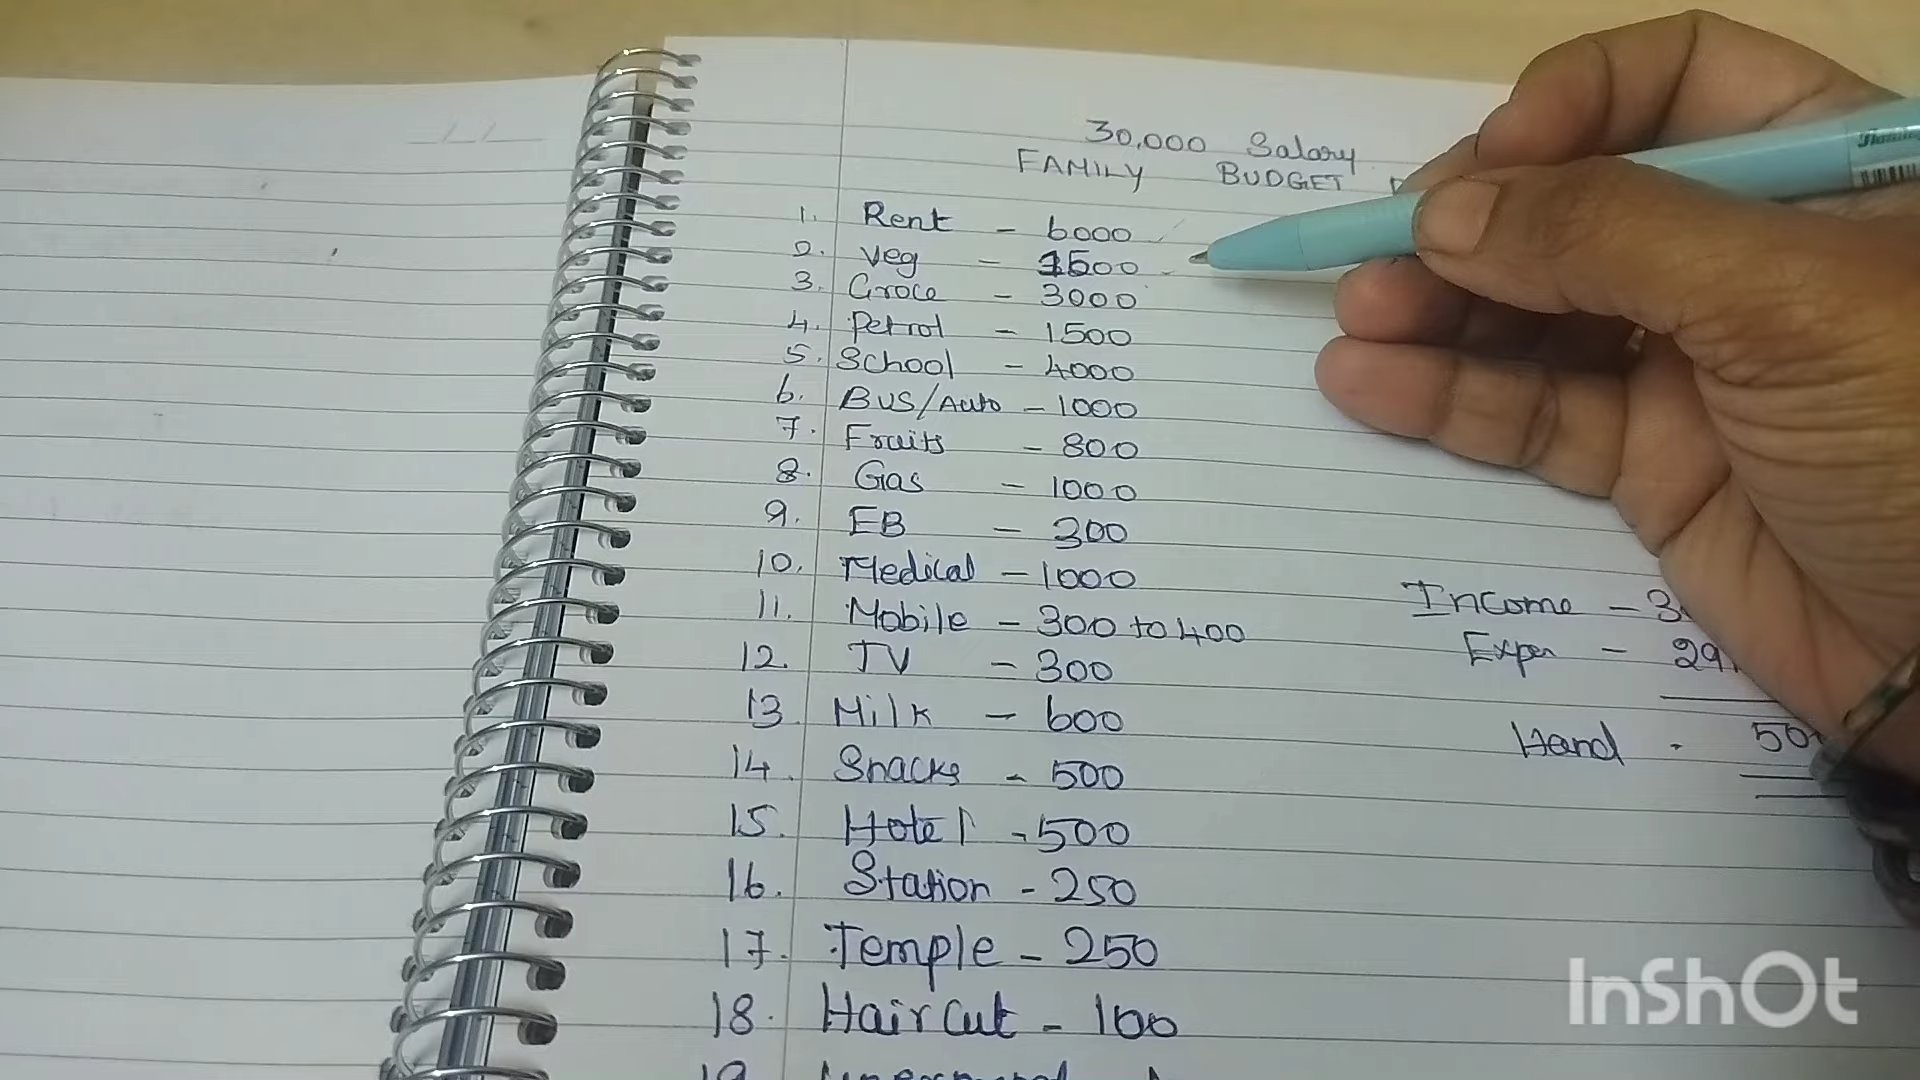 30,000 Salary
FAMILY BUDGET
1. Rent - 6000
2. Veg - 1500
3. Groce - 3000
4. Petrol - 1500
5. School - 4000
6. BUS/Auto - 1000
7. Fruits - 800
8. Gas - 1000
9. EB - 300
10. Medical - 1000
11. Mobile - 300 to 400
12. TV - 300
13. Milk - 600
14. Snacks - 500
15. Hotel - 500
16. Station - 250
17. Temple - 250
18. Hair cut - 100
19.
Income -
Expen -
Hand -
InShOt